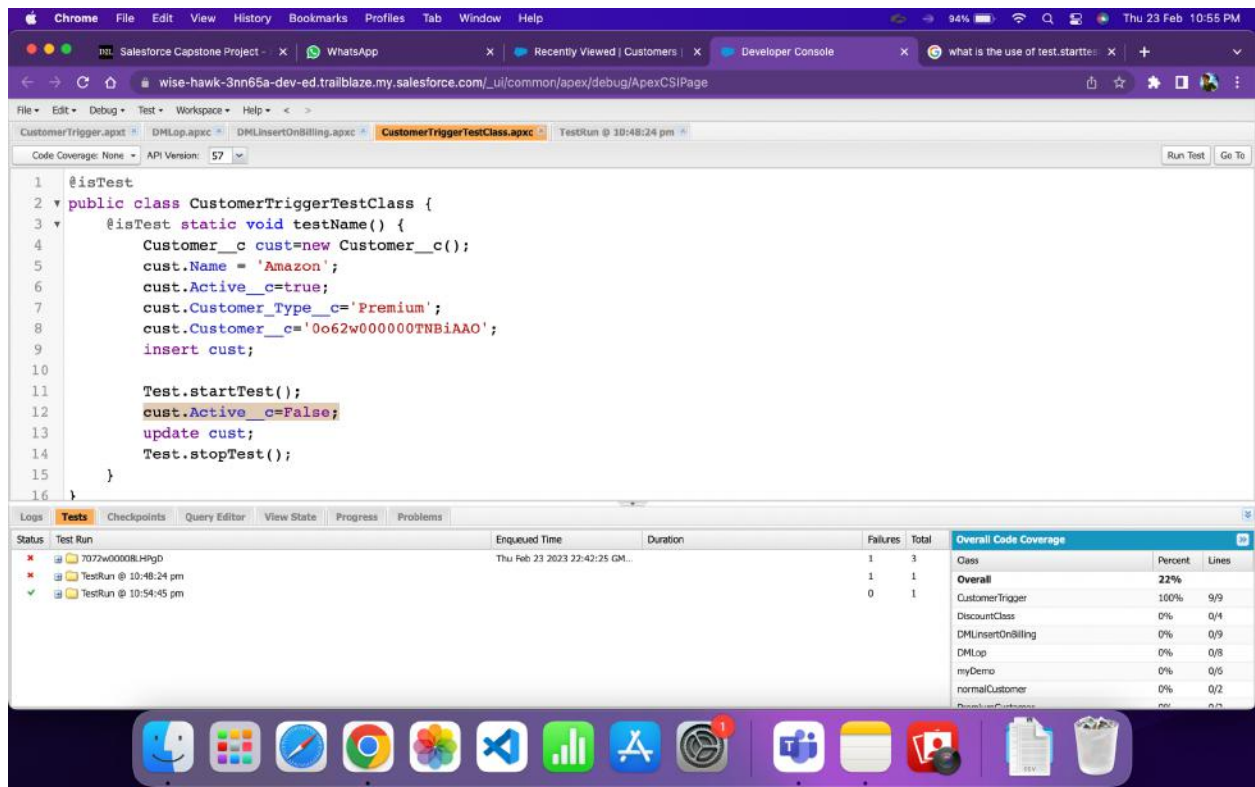 Chrome File Edit View History Bookmarks Profiles Tab Window Help 94% Thu 23 Feb 10:55 PM
Salesforce Capstone Project - WhatsApp Recently Viewed | Customers | Developer Console what is the use of test.starttes
wise-hawk-3nn65a-dev-ed.trailblaze.my.salesforce.com/_ui/common/apex/debug/ApexCSIPage
File Edit Debug Test Workspace Help < >
CustomerTrigger.apxt DMLop.apxc DMLinsertOnBilling.apxc CustomerTriggerTestClass.apxc TestRun @ 10:48:24 pm
Code Coverage: None API Version: 57 Run Test Go To
1 @isTest
2 public class CustomerTriggerTestClass {
3 @isTest static void testName() {
4 Customer__c cust=new Customer__c();
5 cust.Name = 'Amazon';
6 cust.Active__c=true;
7 cust.Customer_Type__c='Premium';
8 cust.Customer__c='0o62w000000TNBiAAO';
9 insert cust;
10
11 Test.startTest();
12 cust.Active__c=False;
13 update cust;
14 Test.stopTest();
15 }
16 }
Logs Tests Checkpoints Query Editor View State Progress Problems
Status Test Run Enqueued Time Duration Failures Total Overall Code Coverage
7072w00008LHPgD Thu Feb 23 2023 22:42:25 GM... 1 3
TestRun @ 10:48:24 pm 1 1
TestRun @ 10:54:45 pm 0 1
Class Percent Lines
Overall 22%
CustomerTrigger 100% 9/9
DiscountClass 0% 0/4
DMLinsertOnBilling 0% 0/9
DMLop 0% 0/8
myDemo 0% 0/6
normalCustomer 0% 0/2
1